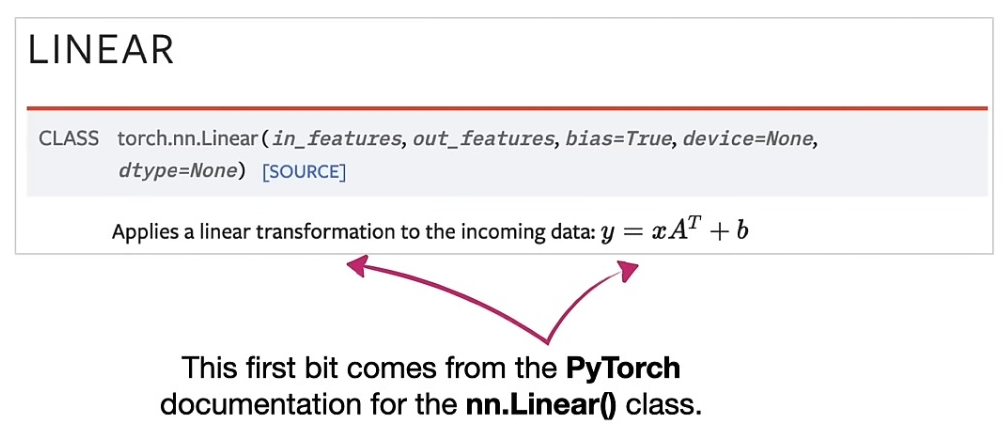 LINEAR
CLASS torch.nn.Linear(in_features, out_features, bias=True, device=None,
dtype=None) [SOURCE]
Applies a linear transformation to the incoming data: y = xA^T + b
This first bit comes from the PyTorch
documentation for the nn.Linear() class.